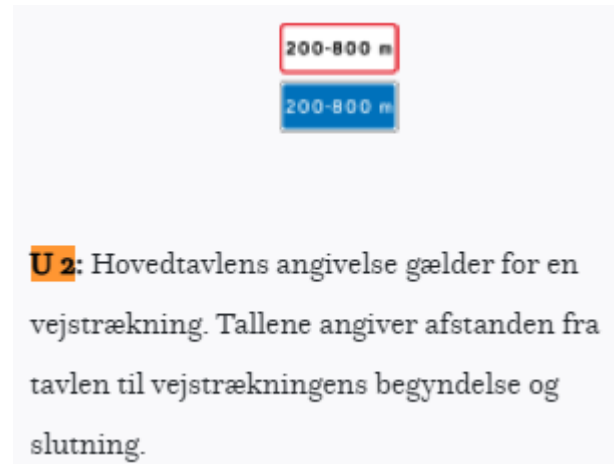 200-800 m
200-800 m
U 2: Hovedtavlens angivelse gælder for en
vejstrækning. Tallene angiver afstanden fra
tavlen til vejstrækningens begyndelse og
slutning.